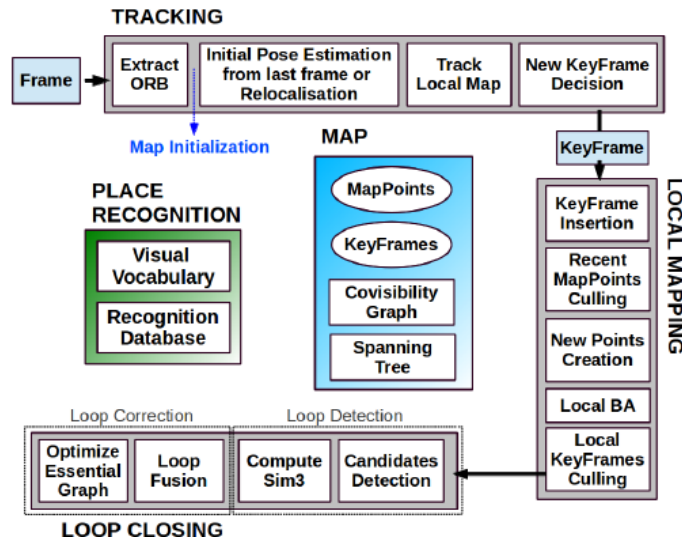 TRACKING
Frame
Extract
ORB
Initial Pose Estimation
from last frame or
Relocalisation
Track
Local Map
New KeyFrame
Decision
Map Initialization
MAP
KeyFrame
PLACE
RECOGNITION
Visual
Vocabulary
Recognition
Database
MapPoints
KeyFrames
Covisibility
Graph
Spanning
Tree
LOCAL MAPPING
KeyFrame
Insertion
Recent
MapPoints
Culling
New Points
Creation
Local BA
Local
KeyFrames
Culling
Loop Correction
Loop Detection
Optimize
Essential
Graph
Loop
Fusion
Compute
Sim3
Candidates
Detection
LOOP CLOSING